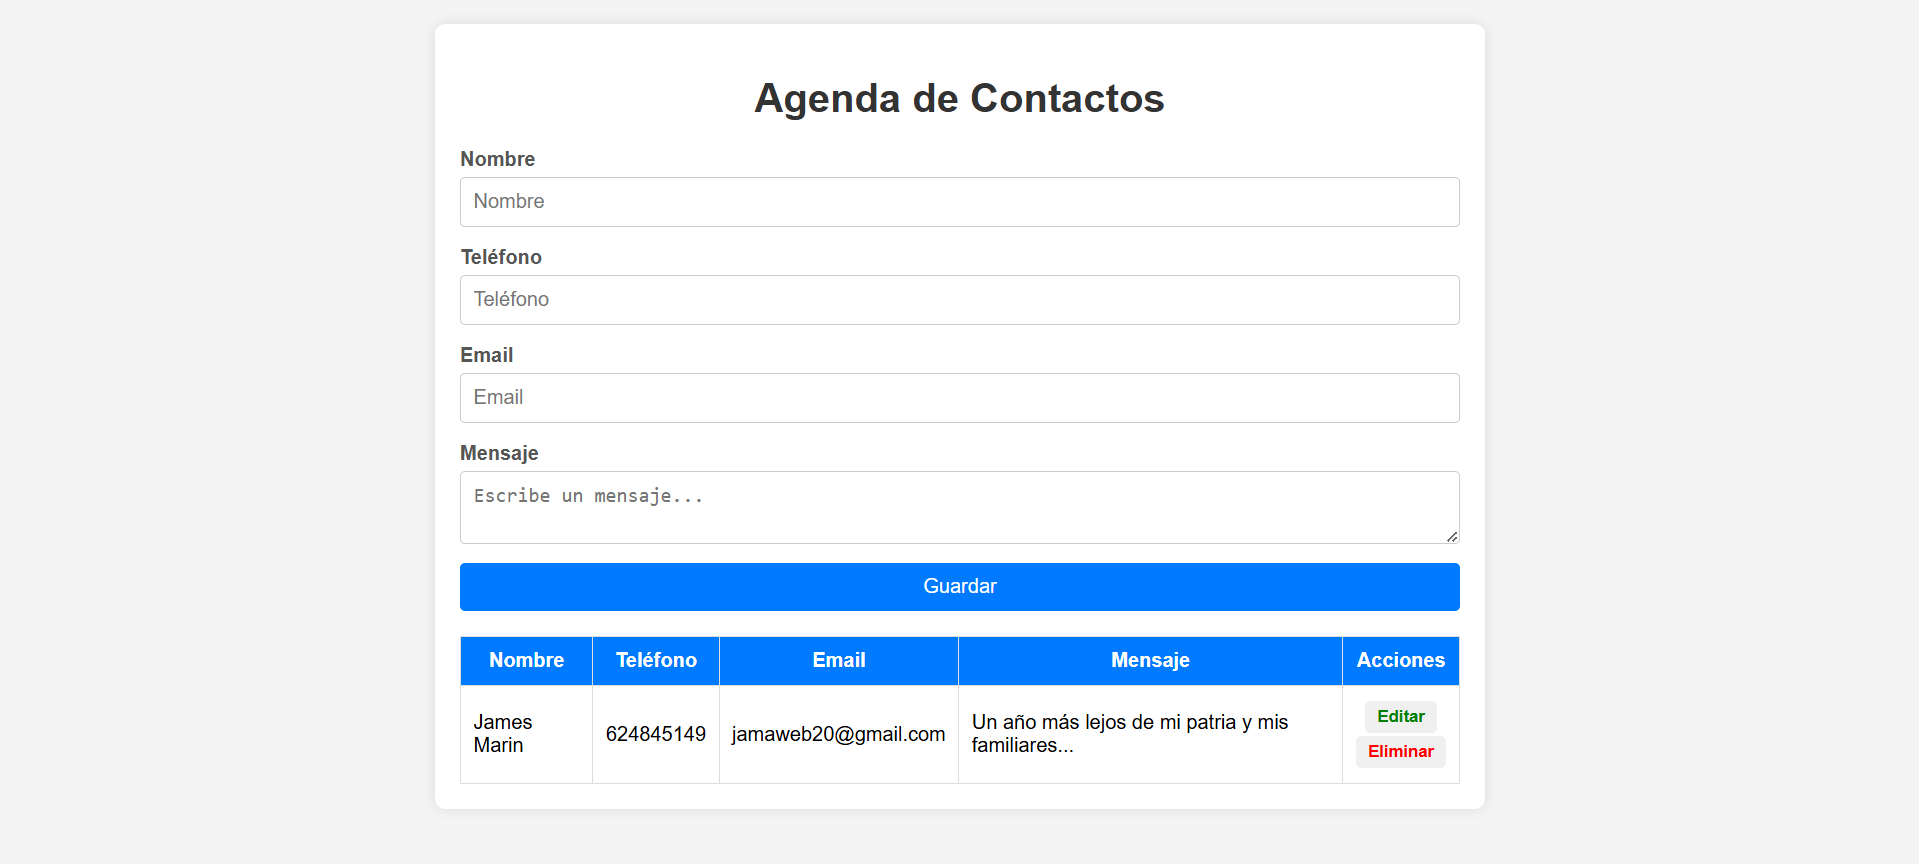 Agenda de Contactos
Nombre
Nombre
Teléfono
Teléfono
Email
Email
Mensaje
Escribe un mensaje...
Guardar
Nombre Teléfono Email Mensaje Acciones
James Marin 624845149 jamaweb20@gmail.com Un año más lejos de mi patria y mis familiares... Editar
Eliminar